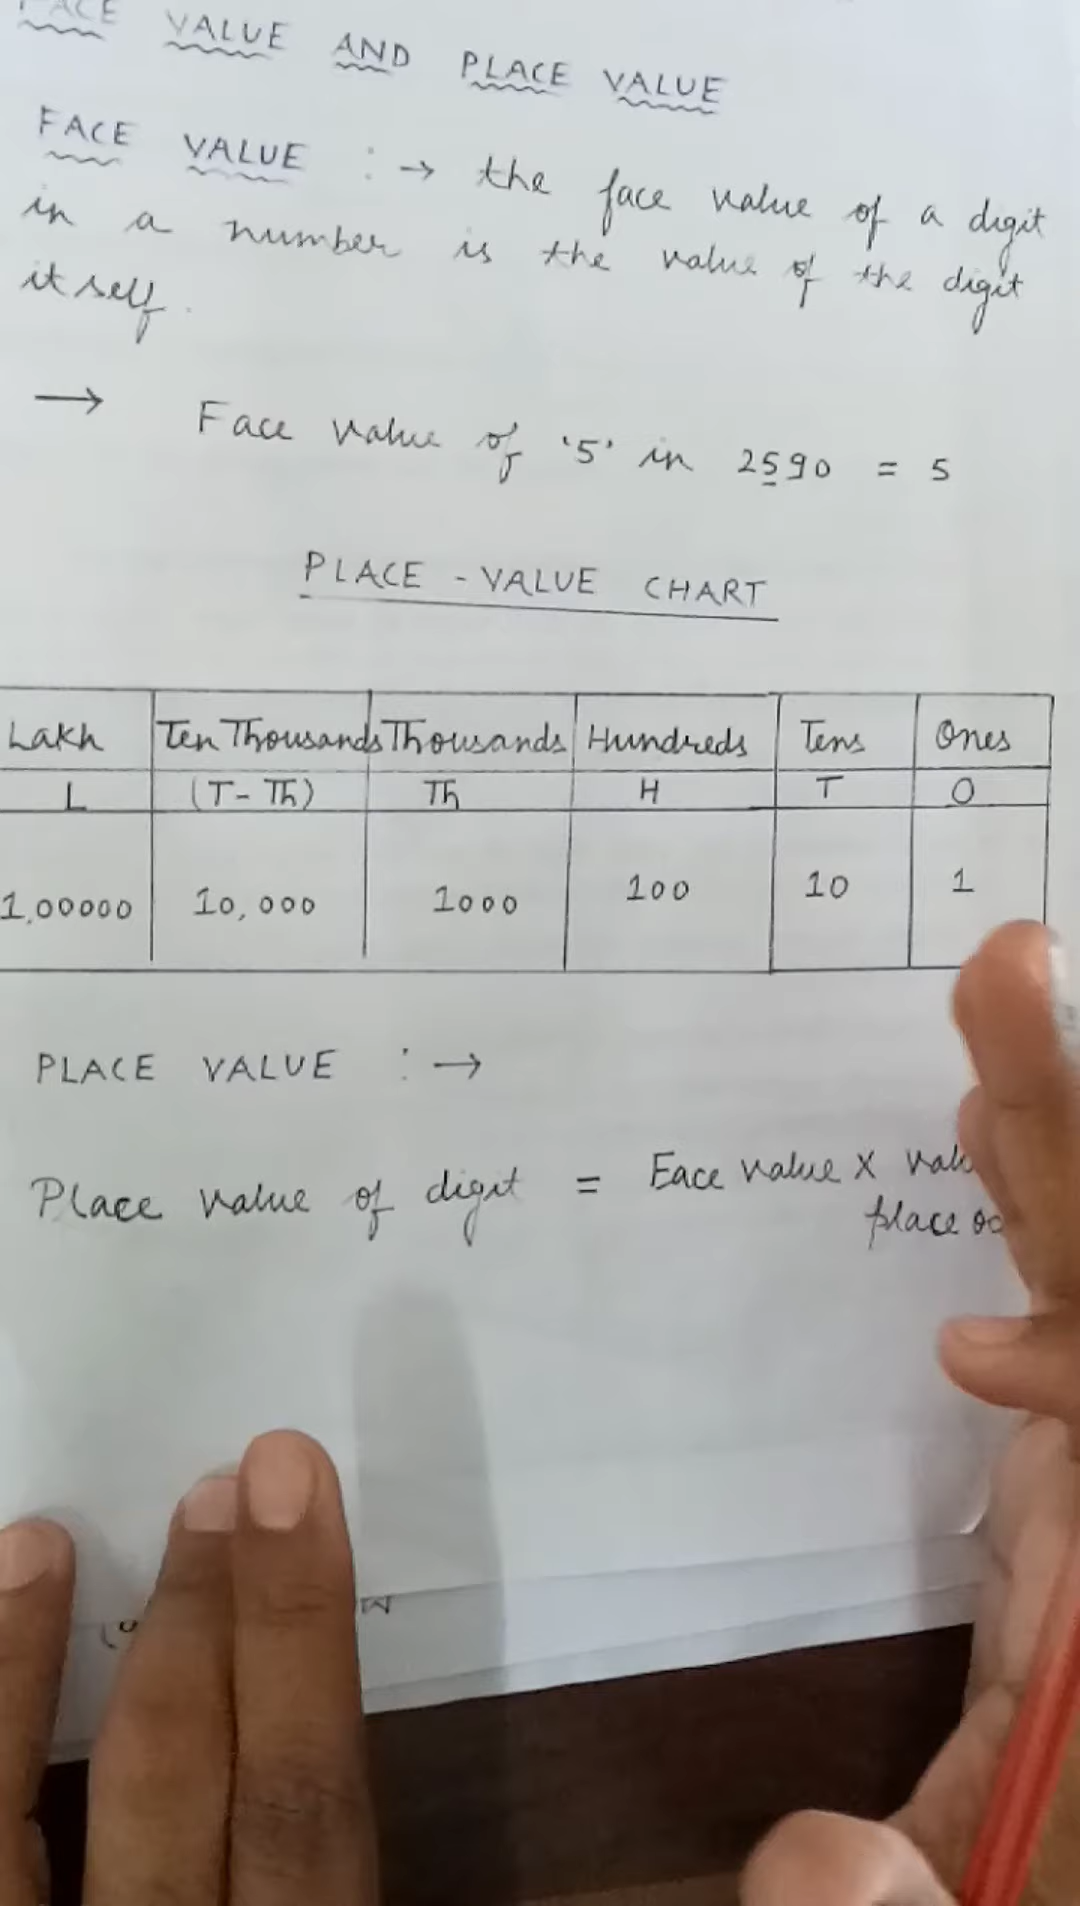 FACE VALUE AND PLACE VALUE
FACE VALUE : → the face value of a digit
in a number is the value of the digit
itself.
→ Face value of '5' in 2590 = 5
PLACE - VALUE CHART
Lakh Ten Thousands Thousands Hundreds Tens Ones
L (T-Th) Th H T O
1,00000 10,000 1000 100 10 1
PLACE VALUE : →
Place value of digit = Face value X
place